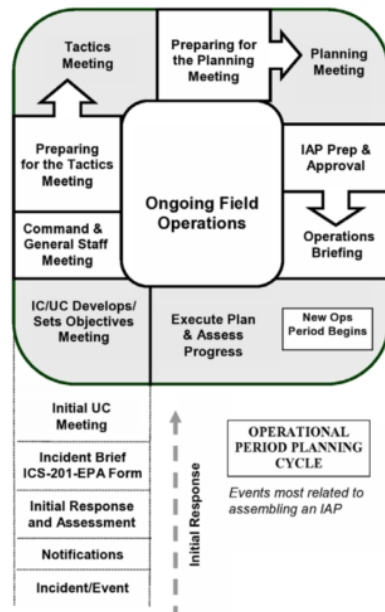 Tactics
Meeting
Preparing for
the Planning
Meeting
Planning
Meeting
Preparing
for the Tactics
Meeting
IAP Prep &
Approval
Ongoing Field
Operations
Command &
General Staff
Meeting
Operations
Briefing
IC/UC Develops/
Sets Objectives
Meeting
Execute Plan
& Assess
Progress
New Ops
Period Begins
Initial UC
Meeting
Incident Brief
ICS-201-EPA Form
Initial Response
and Assessment
Notifications
Incident/Event
Initial Response
OPERATIONAL
PERIOD PLANNING
CYCLE
Events most related to
assembling an IAP